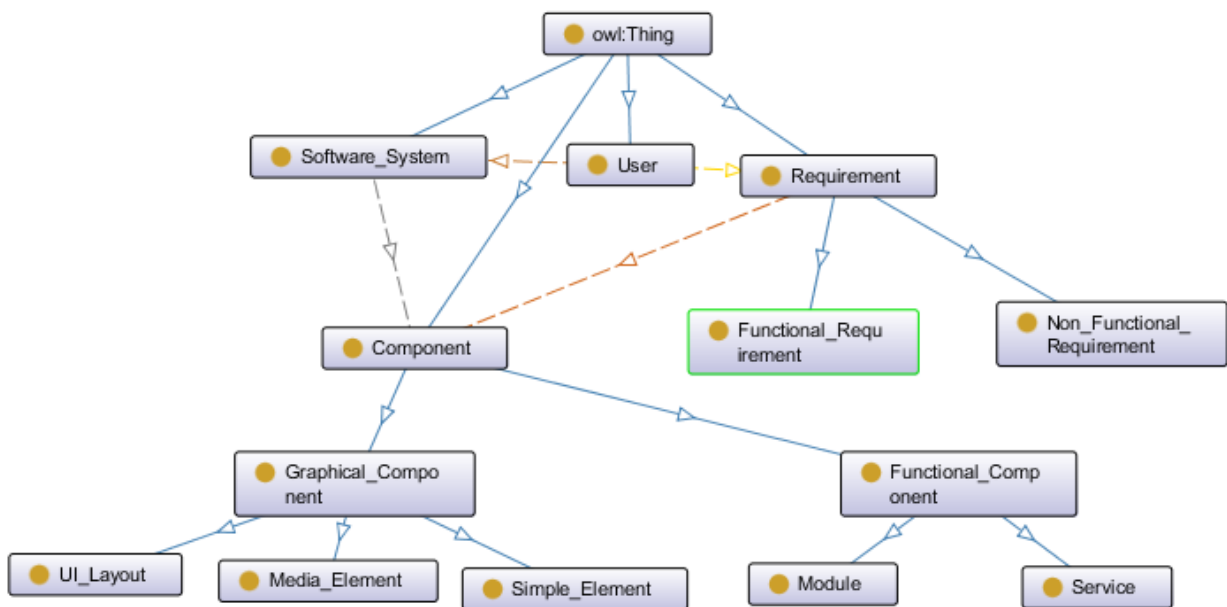 owl:Thing
Software_System
User
Requirement
Component
Functional_Requ
irement
Non_Functional_
Requirement
Graphical_Compo
nent
Functional_Comp
onent
UI_Layout
Media_Element
Simple_Element
Module
Service